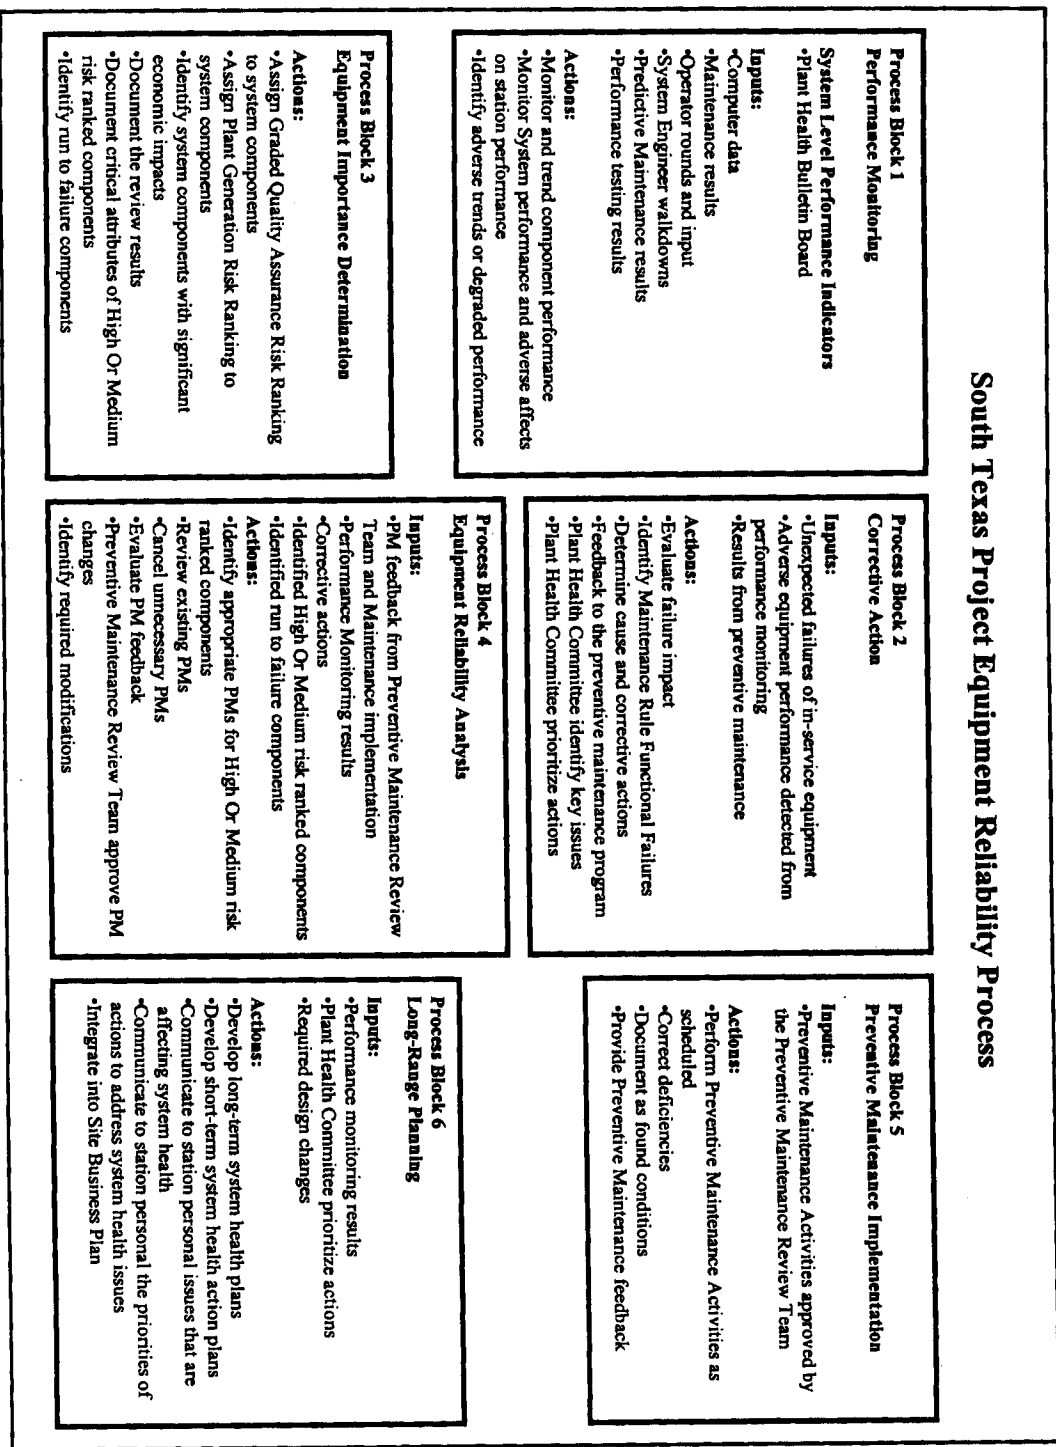 South Texas Project Equipment Reliability Process
Process Block 1
Performance Monitoring
System Level Performance Indicators
•Plant Health Bulletin Board
Inputs:
•Computer data
•Maintenance results
•Operator rounds and input
•System Engineer walkdowns
•Predictive Maintenance results
•Performance testing results
Actions:
•Monitor and trend component performance
•Monitor System performance and adverse affects
on station performance
•Identify adverse trends or degraded performance
Process Block 2
Corrective Action
Inputs:
•Unexpected failures of in-service equipment
•Adverse equipment performance detected from
performance monitoring
•Results from preventive maintenance
Actions:
•Evaluate failure impact
•Identify Maintenance Rule Functional Failures
•Determine cause and corrective actions
•Feedback to the preventive maintenance program
•Plant Health Committee identify key issues
•Plant Health Committee prioritize actions
Process Block 5
Preventive Maintenance Implementation
Inputs:
•Preventive Maintenance Activities approved by
the Preventive Maintenance Review Team
Actions:
•Perform Preventive Maintenance Activities as
scheduled
•Correct deficiencies
•Document as found conditions
•Provide Preventive Maintenance feedback
Process Block 3
Equipment Importance Determination
Actions:
•Assign Graded Quality Assurance Risk Ranking
to system components
•Assign Plant Generation Risk Ranking to
system components
•Identify system components with significant
economic impacts
•Document the review results
•Document critical attributes of High Or Medium
risk ranked components
•Identify run to failure components
Process Block 4
Equipment Reliability Analysis
Inputs:
•PM feedback from Preventive Maintenance Review
Team and Maintenance implementation
•Performance Monitoring results
•Corrective actions
•Identified High Or Medium risk ranked components
•Identified run to failure components
Actions:
•Identify appropriate PMs for High Or Medium risk
ranked components
•Review existing PMs
•Cancel unnecessary PMs
•Evaluate PM feedback
•Preventive Maintenance Review Team approve PM
changes
•Identify required modifications
Process Block 6
Long-Range Planning
Inputs:
•Performance monitoring results
•Plant Health Committee prioritize actions
•Required design changes
Actions:
•Develop long-term system health plans
•Develop short-term system health action plans
•Communicate to station personal issues that are
affecting system health
•Communicate to station personal the priorities of
actions to address system health issues
•Integrate into Site Business Plan